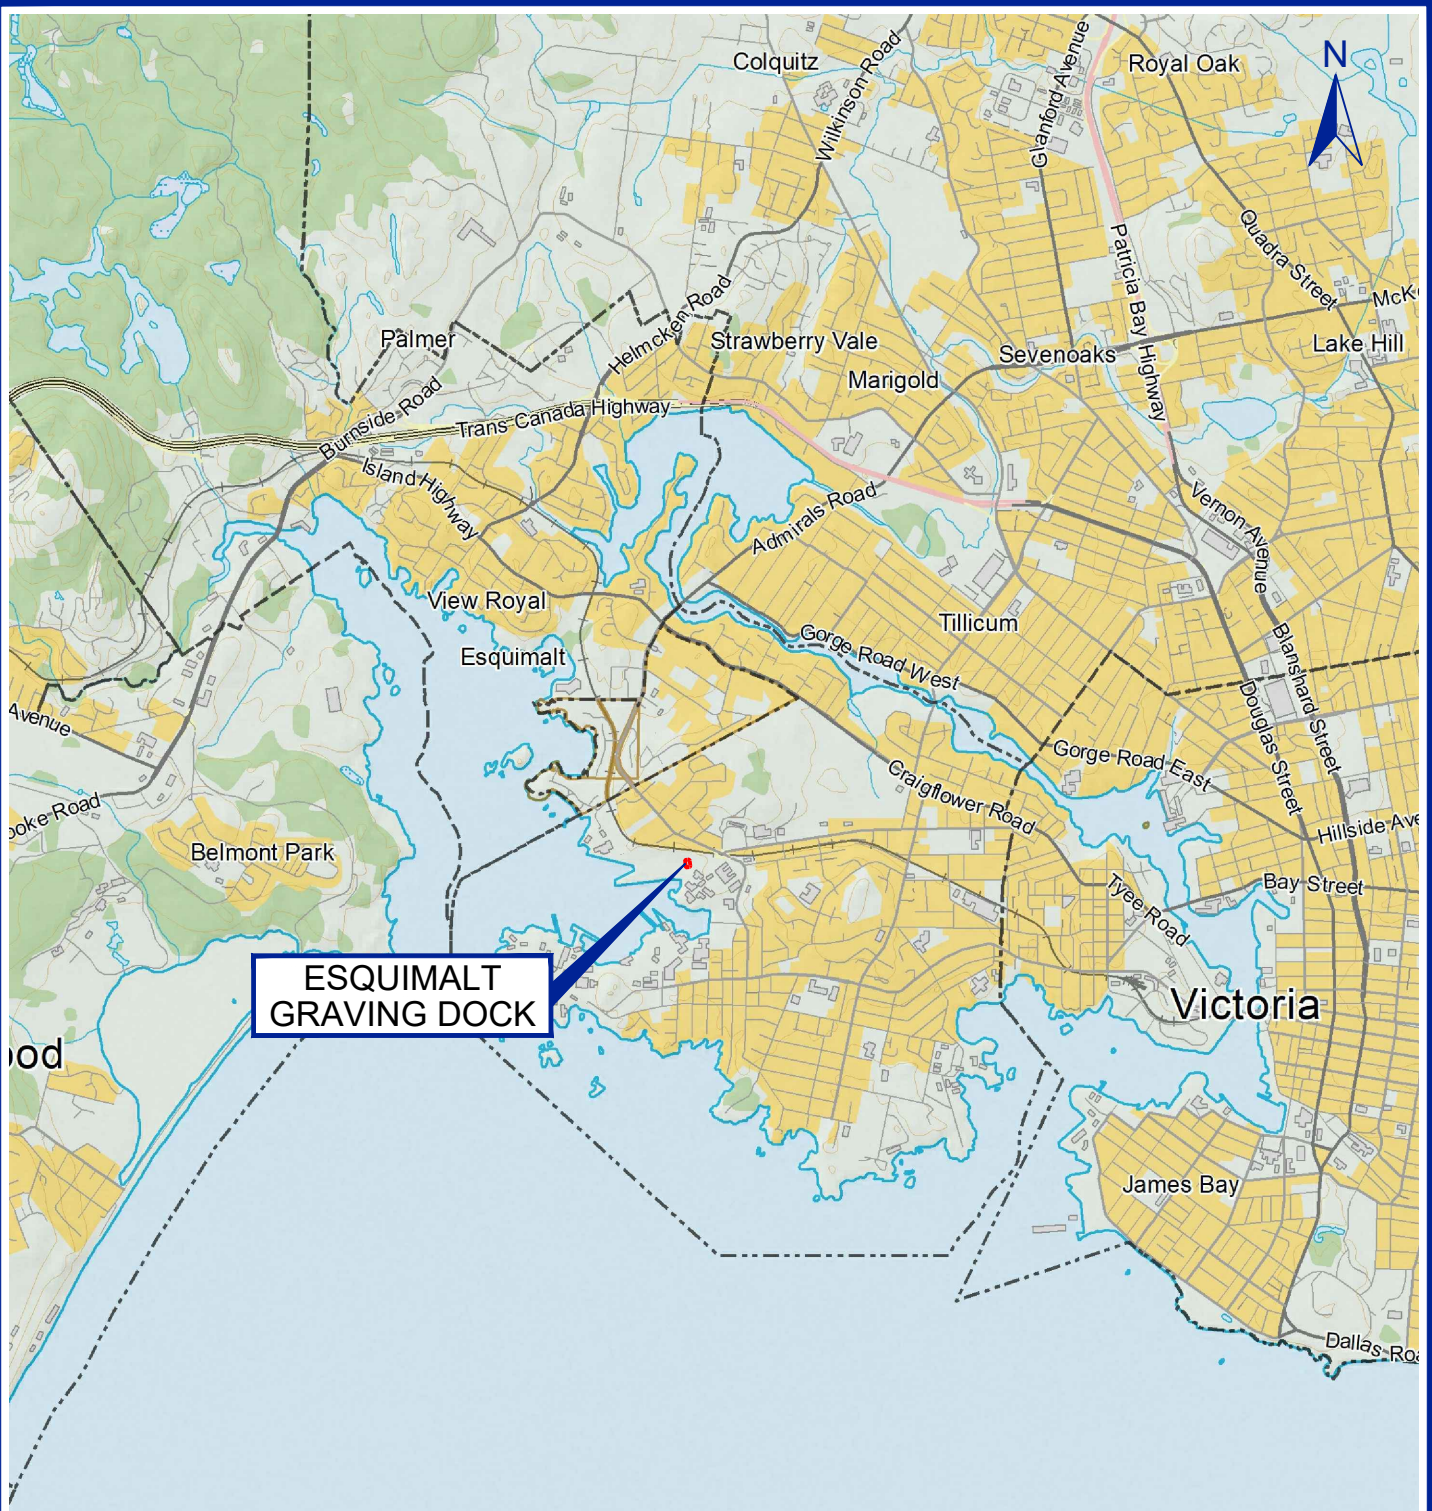 Colquitz
Wilkinson Road
Glanford Avenue
Royal Oak
N
Patricia Bay Highway
Quadra Street
McK
Lake Hill
Palmer
Helmcken Road
Strawberry Vale
Sevenoaks
Marigold
Burnside Road
Trans Canada Highway
Island Highway
Admirals Road
Vernon Avenue
View Royal
Tillicum
Esquimalt
Gorge Road West
Blanshard Street
Douglas Street
Avenue
Gorge Road East
Craigflower Road
ooke Road
Hillside Ave
Belmont Park
Bay Street
Tyee Road
ESQUIMALT
GRAVING DOCK
Victoria
ood
James Bay
Dallas Roa